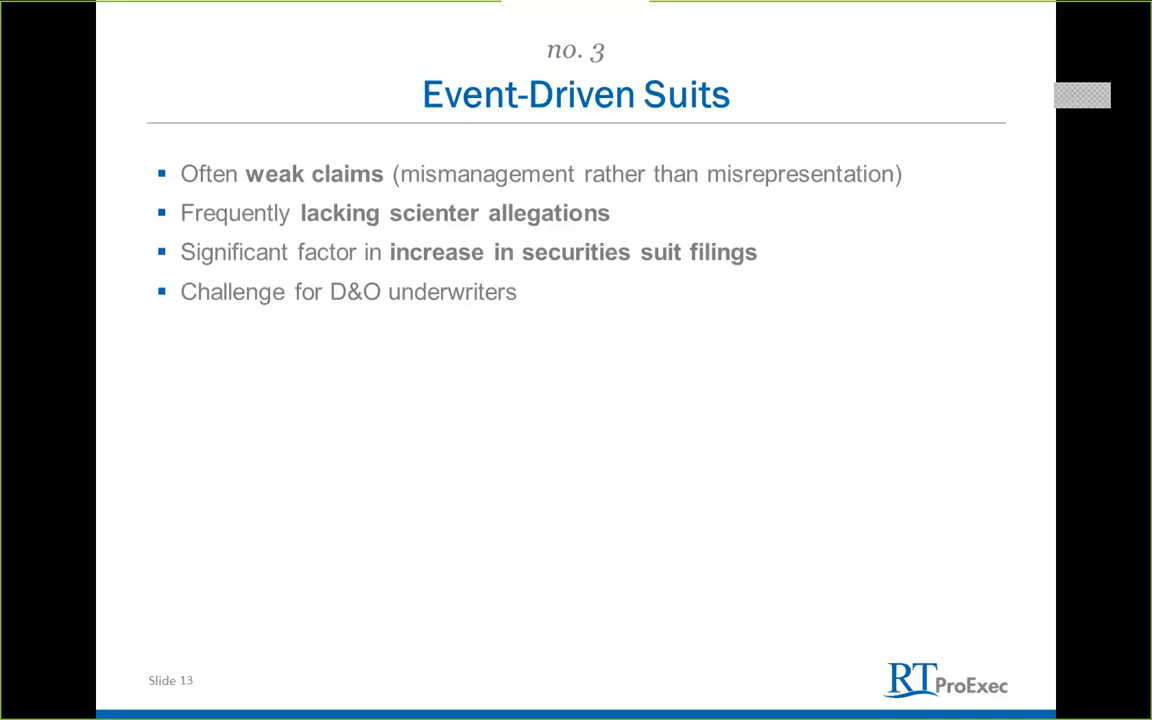 no. 3
Event-Driven Suits
Often weak claims (mismanagement rather than misrepresentation)
Frequently lacking scienter allegations
Significant factor in increase in securities suit filings
Challenge for D&O underwriters
Slide 13
RT ProExec